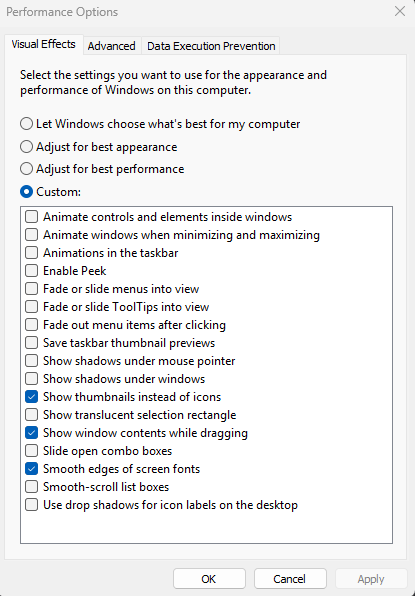 Performance Options
Visual Effects
Advanced
Data Execution Prevention
Select the settings you want to use for the appearance and
performance of Windows on this computer.
Let Windows choose what's best for my computer
Adjust for best appearance
Adjust for best performance
Custom:
Animate controls and elements inside windows
Animate windows when minimizing and maximizing
Animations in the taskbar
Enable Peek
Fade or slide menus into view
Fade or slide ToolTips into view
Fade out menu items after clicking
Save taskbar thumbnail previews
Show shadows under mouse pointer
Show shadows under windows
Show thumbnails instead of icons
Show translucent selection rectangle
Show window contents while dragging
Slide open combo boxes
Smooth edges of screen fonts
Smooth-scroll list boxes
Use drop shadows for icon labels on the desktop
OK
Cancel
Apply